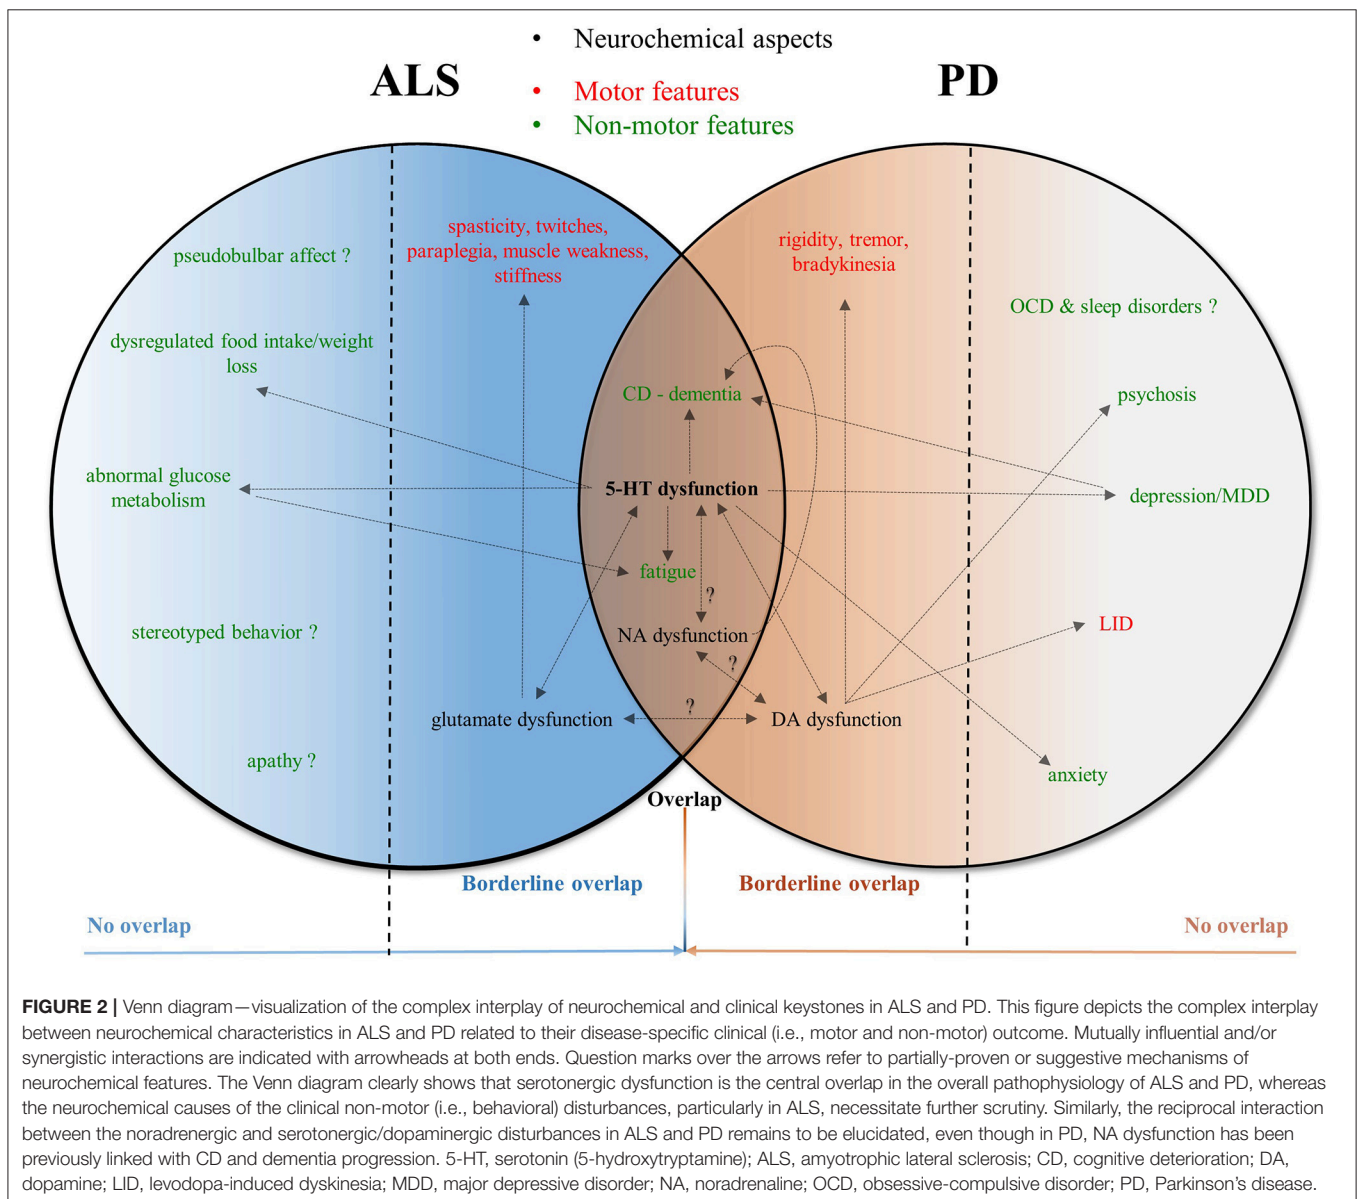 • Neurochemical aspects
ALS
PD
• Motor features
• Non-motor features
spasticity, twitches,
paraplegia, muscle weakness,
stiffness
rigidity, tremor,
bradykinesia
pseudobulbar affect ?
OCD & sleep disorders ?
dysregulated food intake/weight
loss
CD - dementia
psychosis
abnormal glucose
metabolism
5-HT dysfunction
depression/MDD
fatigue
?
stereotyped behavior ?
NA dysfunction
LID
?
?
glutamate dysfunction
DA dysfunction
apathy ?
anxiety
Overlap
Borderline overlap
Borderline overlap
No overlap
No overlap
FIGURE 2 | Venn diagram—visualization of the complex interplay of neurochemical and clinical keystones in ALS and PD. This figure depicts the complex interplay
between neurochemical characteristics in ALS and PD related to their disease-specific clinical (i.e., motor and non-motor) outcome. Mutually influential and/or
synergistic interactions are indicated with arrowheads at both ends. Question marks over the arrows refer to partially-proven or suggestive mechanisms of
neurochemical features. The Venn diagram clearly shows that serotonergic dysfunction is the central overlap in the overall pathophysiology of ALS and PD, whereas
the neurochemical causes of the clinical non-motor (i.e., behavioral) disturbances, particularly in ALS, necessitate further scrutiny. Similarly, the reciprocal interaction
between the noradrenergic and serotonergic/dopaminergic disturbances in ALS and PD remains to be elucidated, even though in PD, NA dysfunction has been
previously linked with CD and dementia progression. 5-HT, serotonin (5-hydroxytryptamine); ALS, amyotrophic lateral sclerosis; CD, cognitive deterioration; DA,
dopamine; LID, levodopa-induced dyskinesia; MDD, major depressive disorder; NA, noradrenaline; OCD, obsessive-compulsive disorder; PD, Parkinson's disease.